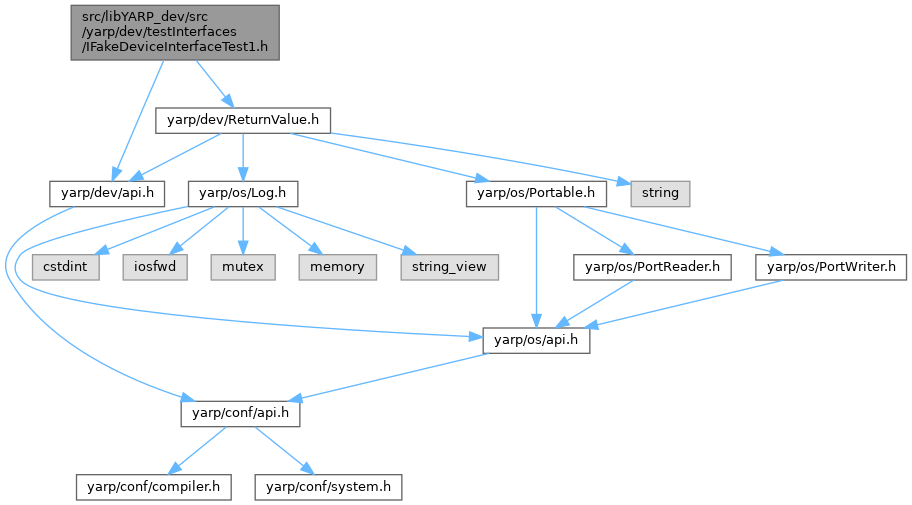 src/libYARP_dev/src
/yarp/dev/testInterfaces
/IFakeDeviceInterfaceTest1.h
yarp/dev/ReturnValue.h
yarp/dev/api.h
yarp/os/Log.h
yarp/os/Portable.h
string
cstdint
iosfwd
mutex
memory
string_view
yarp/os/PortReader.h
yarp/os/PortWriter.h
yarp/os/api.h
yarp/conf/api.h
yarp/conf/compiler.h
yarp/conf/system.h